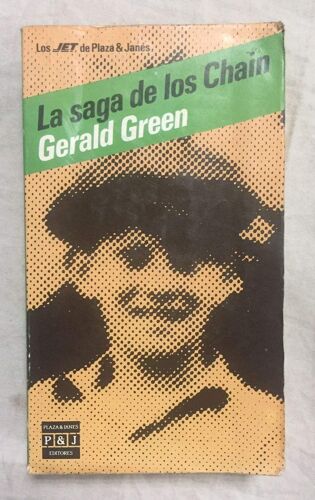 Los JET de Plaza & Janés
La saga de los Chain
Gerald Green
PLAZA & JANES
P&J
EDITORES